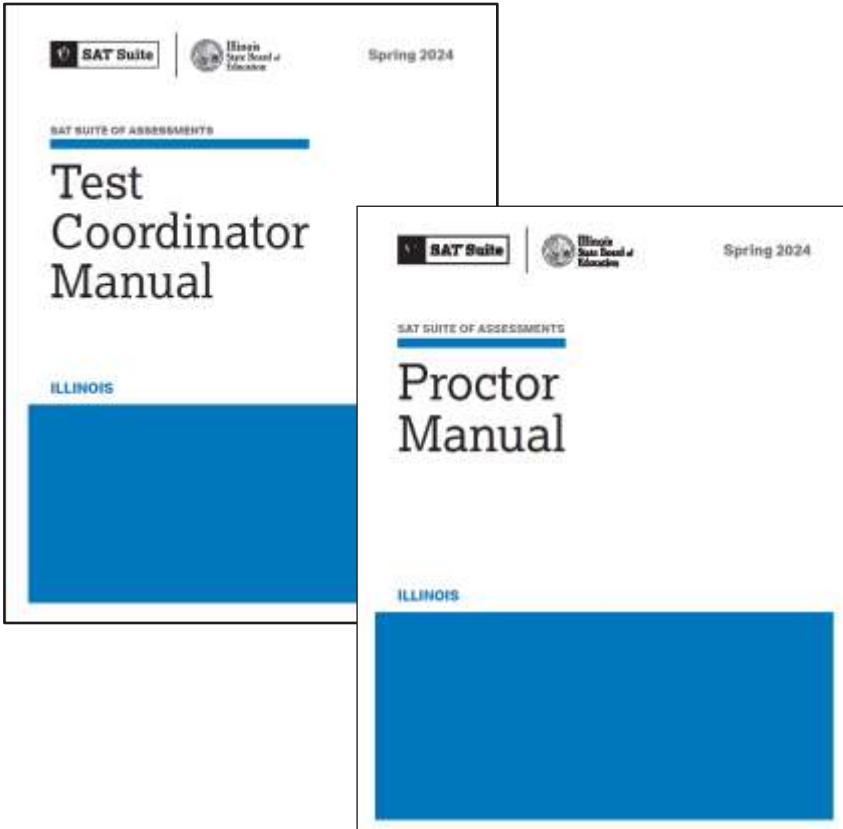 SAT Suite
Illinois
State Board of
Education
Spring 2024
SAT SUITE OF ASSESSMENTS
Test
Coordinator
Manual
ILLINOIS
SAT Suite
Illinois
State Board of
Education
Spring 2024
SAT SUITE OF ASSESSMENTS
Proctor
Manual
ILLINOIS